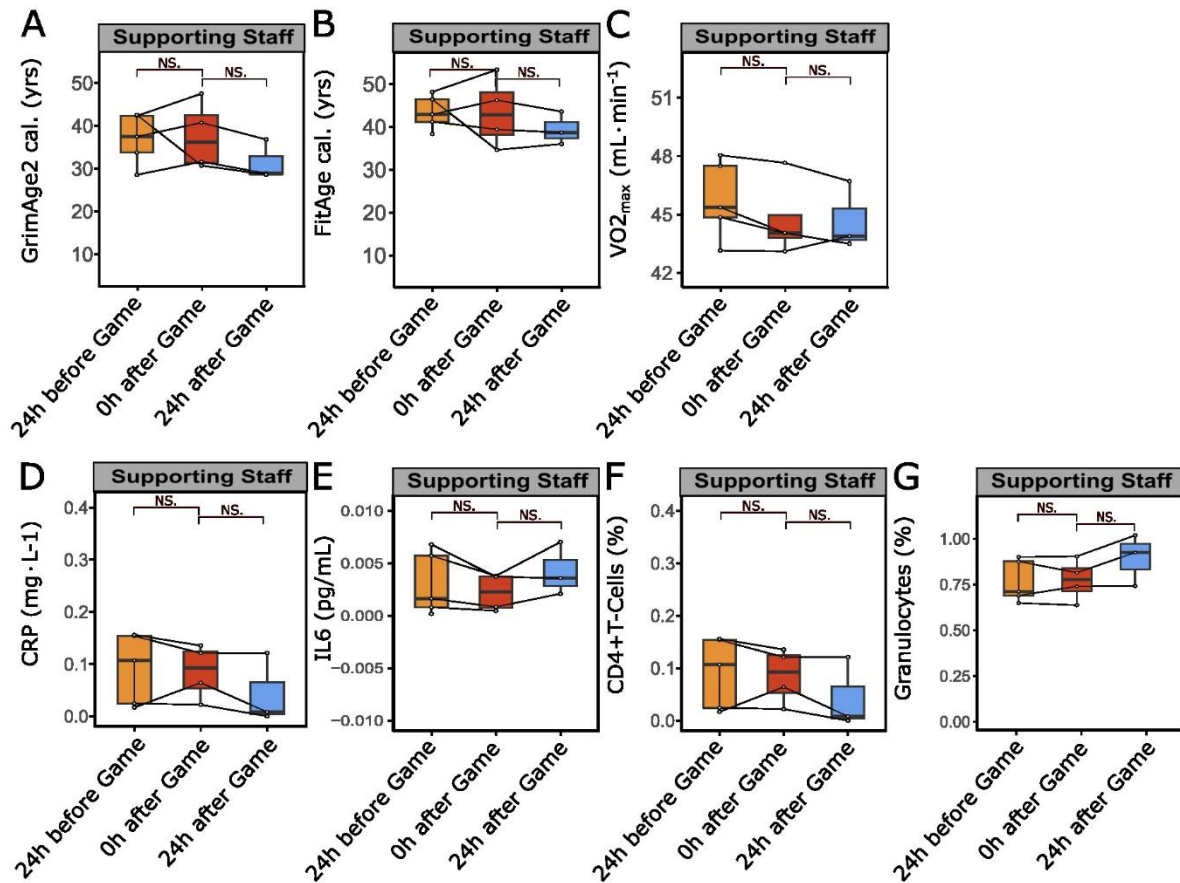 A
Supporting Staff
GrimAge2 cal. (yrs)
50
40
30
20
10
NS.
NS.
24h before Game
0h after Game
24h after Game
B
Supporting Staff
FitAge cal. (yrs)
50
40
30
20
10
NS.
NS.
24h before Game
0h after Game
24h after Game
C
Supporting Staff
VO2max (mL·min⁻¹)
51
48
45
42
NS.
NS.
24h before Game
0h after Game
24h after Game
D
Supporting Staff
CRP (mg·L-1)
0.4
0.3
0.2
0.1
0.0
NS.
NS.
24h before Game
0h after Game
24h after Game
E
Supporting Staff
IL6 (pg/mL)
0.010
0.005
0.000
−0.005
−0.010
NS.
NS.
24h before Game
0h after Game
24h after Game
F
Supporting Staff
CD4+T-Cells (%)
0.4
0.3
0.2
0.1
0.0
NS.
NS.
24h before Game
0h after Game
24h after Game
G
Supporting Staff
Granulocytes (%)
1.00
0.75
0.50
0.25
0.00
NS.
NS.
24h before Game
0h after Game
24h after Game